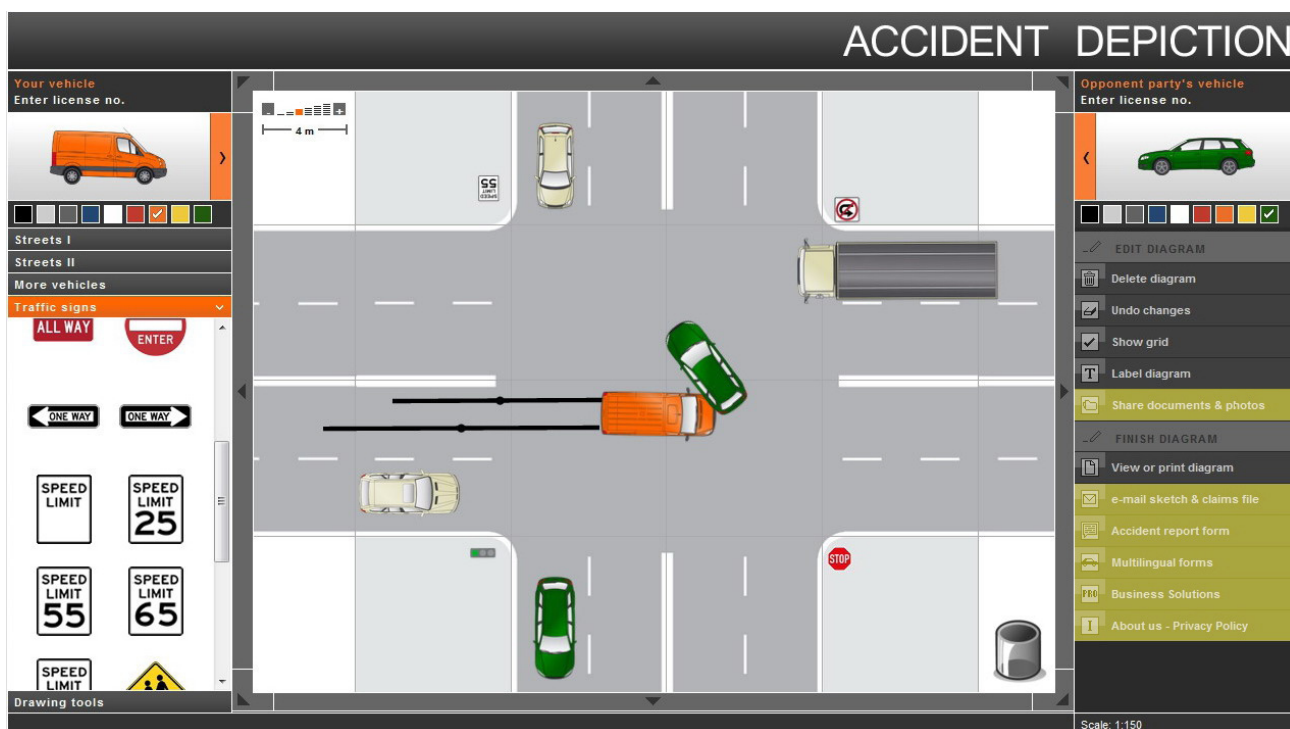 ACCIDENT DEPICTION
Your vehicle
Enter license no.
Streets I
Streets II
More vehicles
Traffic signs
ALL WAY
ENTER
ONE WAY
ONE WAY
SPEED
LIMIT
SPEED
LIMIT
25
SPEED
LIMIT
55
SPEED
LIMIT
65
SPEED
LIMIT
Drawing tools
4 m
SPEED
LIMIT
55
STOP
Opponent party's vehicle
Enter license no.
EDIT DIAGRAM
Delete diagram
Undo changes
Show grid
T Label diagram
Share documents & photos
FINISH DIAGRAM
View or print diagram
e-mail sketch & claims file
Accident report form
Multilingual forms
PRO Business Solutions
I About us - Privacy Policy
Scale: 1:150